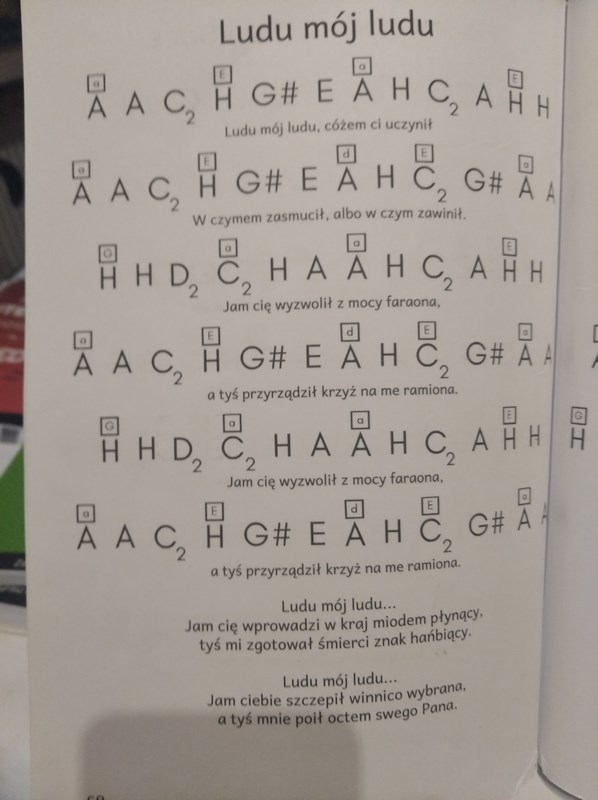 Ludu mój ludu
a E a E
A A C2 H G# E A H C2 A H H
Ludu mój ludu, cóżem ci uczynił
a E d E a
A A C2 H G# E A H C2 G# A A
W czymem zasmucił, albo w czym zawinił.
G a a E
H H D2 C2 H A A H C2 A H H
Jam cię wyzwolił z mocy faraona,
a E d E a
A A C2 H G# E A H C2 G# A A
a tyś przyrządził krzyż na me ramiona.
G a a E G
H H D2 C2 H A A H C2 A H H H
Jam cię wyzwolił z mocy faraona,
a E d E a
A A C2 H G# E A H C2 G# A A
a tyś przyrządził krzyż na me ramiona.
Ludu mój ludu...
Jam cię wprowadzi w kraj miodem płynący,
tyś mi zgotował śmierci znak hańbiący.
Ludu mój ludu...
Jam ciebie szczepił winnico wybrana,
a tyś mnie poił octem swego Pana.